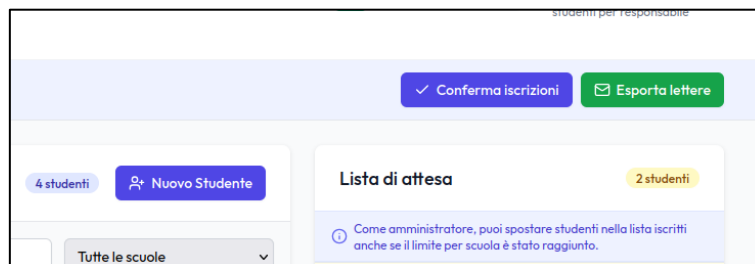 studenti per responsabile
Conferma iscrizioni
Esporta lettere
4 studenti
Nuovo Studente
Lista di attesa
2 studenti
Come amministratore, puoi spostare studenti nella lista iscritti
anche se il limite per scuola è stato raggiunto.
Tutte le scuole